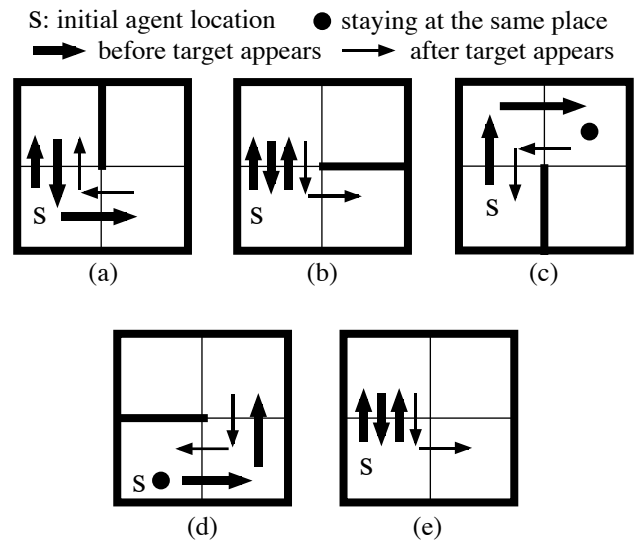 S: initial agent location
staying at the same place
before target appears
after target appears
S
S
S
(a)
(b)
(c)
S
S
(d)
(e)